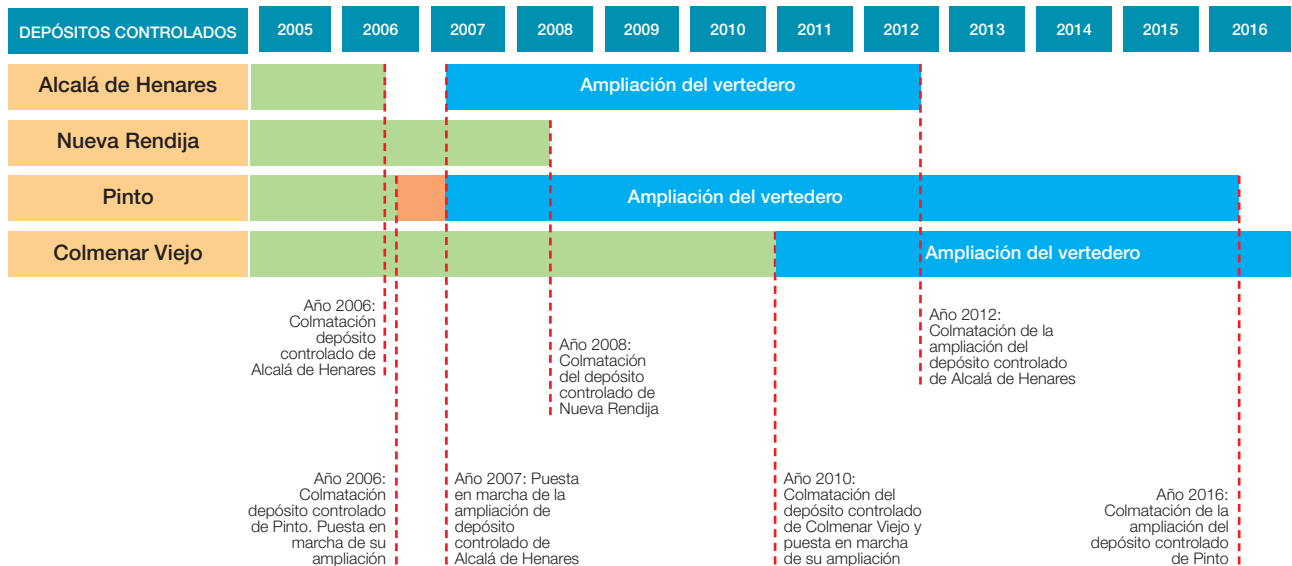 DEPÓSITOS CONTROLADOS 2005 2006 2007 2008 2009 2010 2011 2012 2013 2014 2015 2016
Alcalá de Henares Ampliación del vertedero
Nueva Rendija
Pinto Ampliación del vertedero
Colmenar Viejo Ampliación del vertedero
Año 2006:
Colmatación
depósito
controlado de
Alcalá de Henares
Año 2008:
Colmatación
del depósito
controlado de
Nueva Rendija
Año 2012:
Colmatación de la
ampliación del
depósito controlado
de Alcalá de Henares
Año 2006:
Colmatación
depósito controlado
de Pinto. Puesta en
marcha de su
ampliación
Año 2007: Puesta
en marcha de la
ampliación de
depósito
controlado de
Alcalá de Henares
Año 2010:
Colmatación del
depósito controlado
de Colmenar Viejo y
puesta en marcha
de su ampliación
Año 2016:
Colmatación de la
ampliación del
depósito controlado
de Pinto